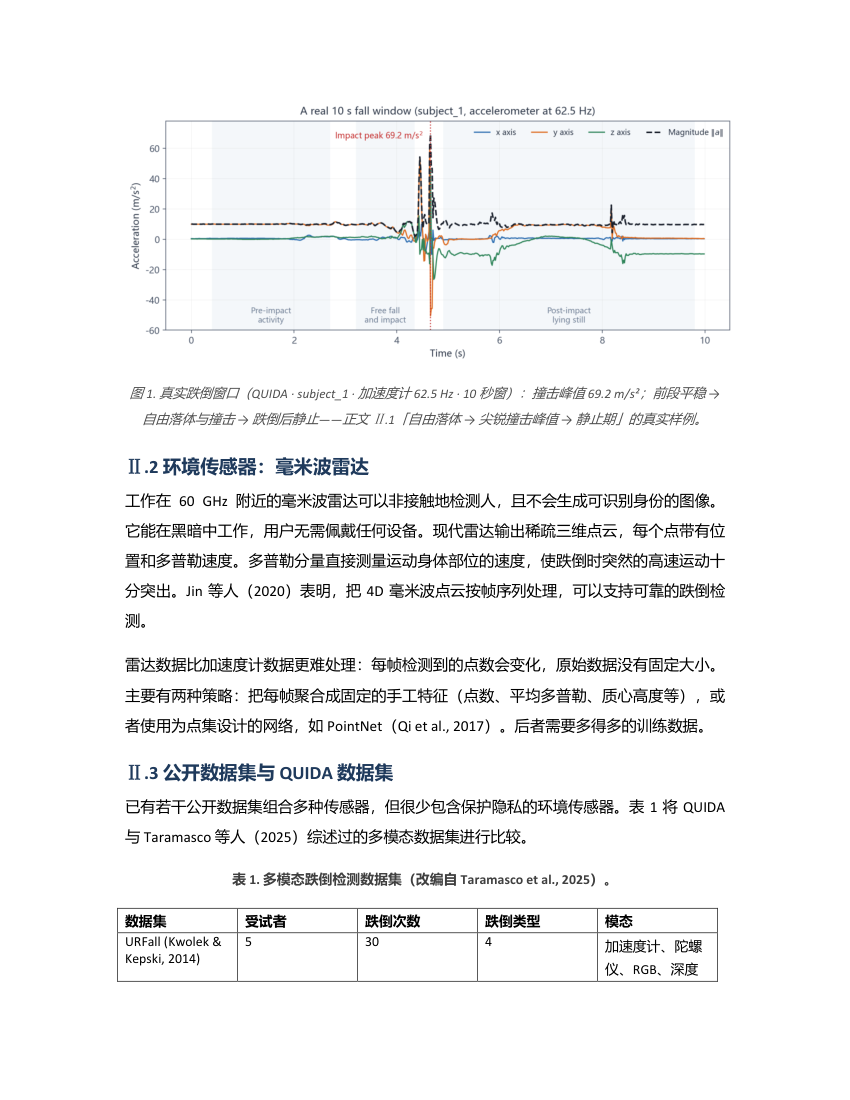 A real 10 s fall window (subject_1, accelerometer at 62.5 Hz)
Impact peak 69.2 m/s²
x axis
y axis
z axis
Magnitude ‖a‖
Acceleration (m/s²)
60
40
20
0
-20
-40
-60
Pre-impact
activity
Free fall
and impact
Post-impact
lying still
0
2
4
6
8
10
Time (s)
图 1. 真实跌倒窗口（QUIDA · subject_1 · 加速度计 62.5 Hz · 10 秒窗）：撞击峰值 69.2 m/s²；前段平稳→
自由落体与撞击→跌倒后静止——正文 Ⅱ.1「自由落体→尖锐撞击峰值→静止期」的真实样例。
Ⅱ.2 环境传感器：毫米波雷达
工作在 60 GHz 附近的毫米波雷达可以非接触地检测人，且不会生成可识别身份的图像。
它能在黑暗中工作，用户无需佩戴任何设备。现代雷达输出稀疏三维点云，每个点带有位
置和多普勒速度。多普勒分量直接测量运动身体部位的速度，使跌倒时突然的高速运动十
分突出。Jin 等人（2020）表明，把 4D 毫米波点云按帧序列处理，可以支持可靠的跌倒检
测。
雷达数据比加速度计数据更难处理：每帧检测到的点数会变化，原始数据没有固定大小。
主要有两种策略：把每帧聚合成固定的手工特征（点数、平均多普勒、质心高度等），或
者使用为点集设计的网络，如 PointNet（Qi et al., 2017）。后者需要多得多的训练数据。
Ⅱ.3 公开数据集与 QUIDA 数据集
已有若干公开数据集组合多种传感器，但很少包含保护隐私的环境传感器。表 1 将 QUIDA
与 Taramasco 等人（2025）综述过的多模态数据集进行比较。
表 1. 多模态跌倒检测数据集（改编自 Taramasco et al., 2025）。
数据集 受试者 跌倒次数 跌倒类型 模态
URFall (Kwolek & 5 30 4 加速度计、陀螺
Kepski, 2014) 仪、RGB、深度